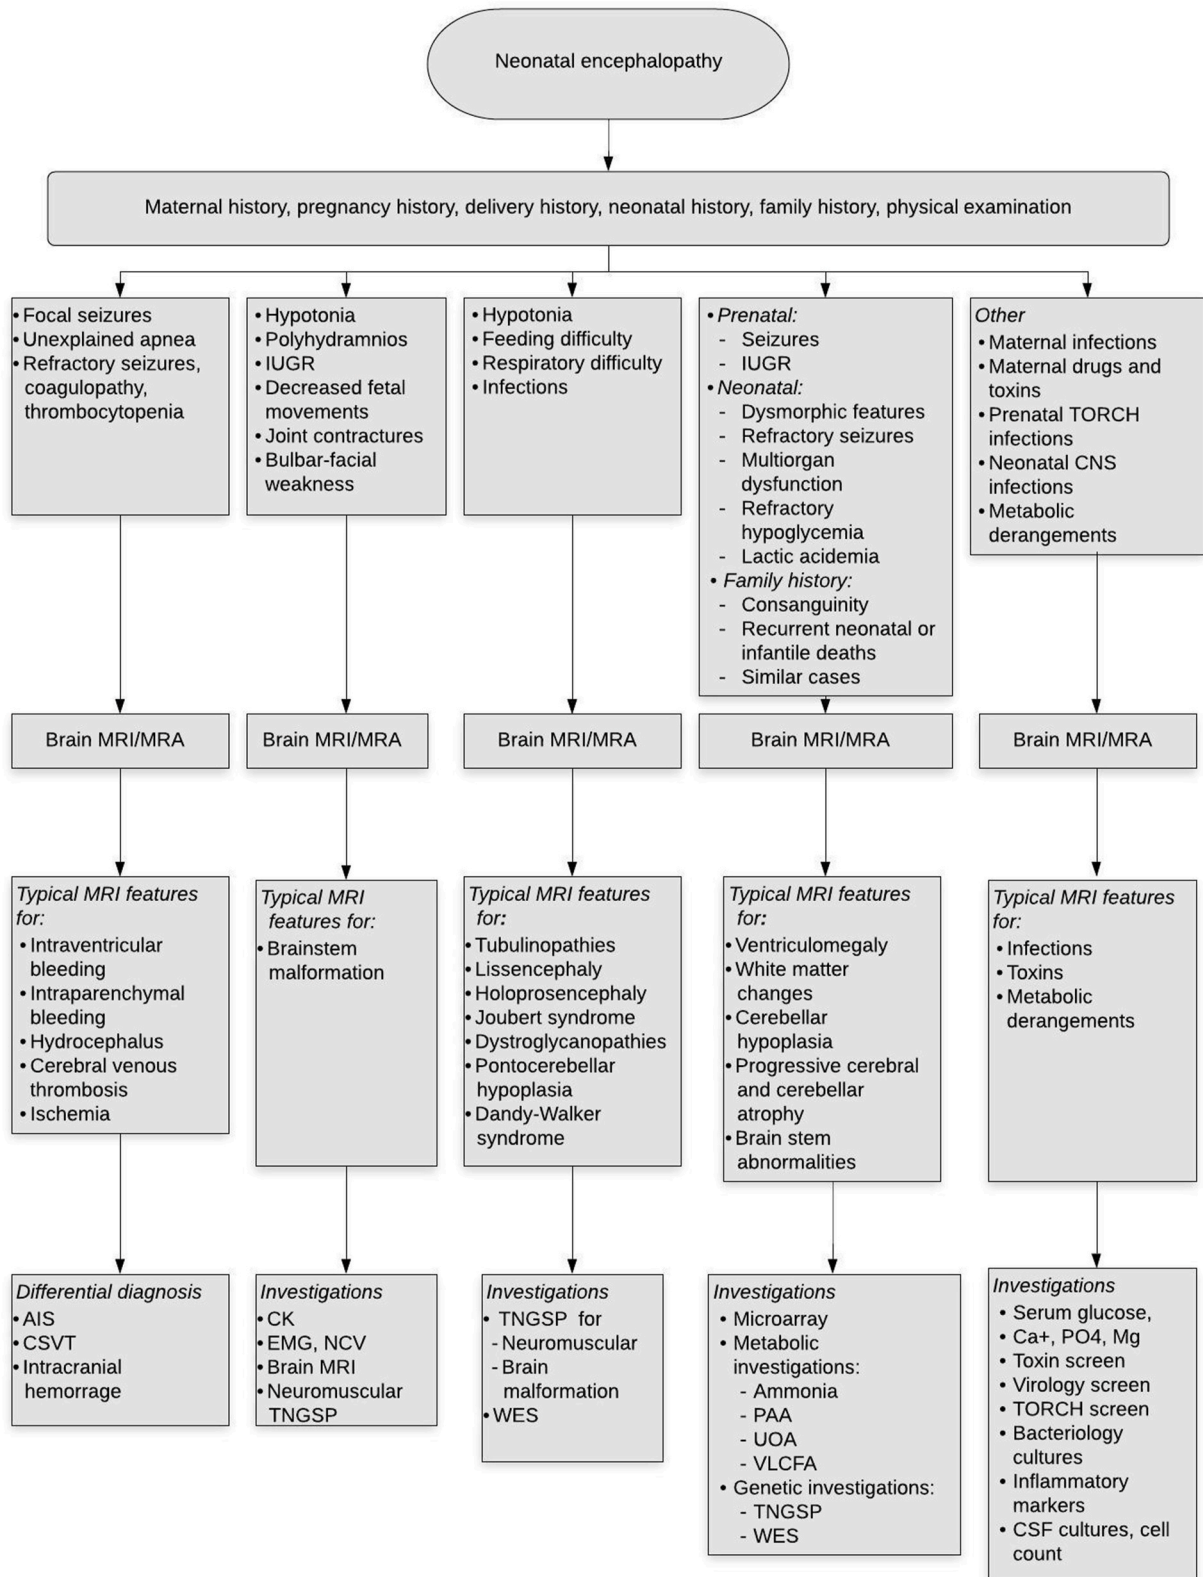 Neonatal encephalopathy
Maternal history, pregnancy history, delivery history, neonatal history, family history, physical examination
• Focal seizures
• Unexplained apnea
• Refractory seizures,
coagulopathy,
thrombocytopenia
• Hypotonia
• Polyhydramnios
• IUGR
• Decreased fetal
movements
• Joint contractures
• Bulbar-facial
weakness
• Hypotonia
• Feeding difficulty
• Respiratory difficulty
• Infections
• Prenatal:
- Seizures
- IUGR
• Neonatal:
- Dysmorphic features
- Refractory seizures
- Multiorgan
dysfunction
- Refractory
hypoglycemia
- Lactic acidemia
• Family history:
- Consanguinity
- Recurrent neonatal or
infantile deaths
- Similar cases
Other
• Maternal infections
• Maternal drugs and
toxins
• Prenatal TORCH
infections
• Neonatal CNS
infections
• Metabolic
derangements
Brain MRI/MRA
Brain MRI/MRA
Brain MRI/MRA
Brain MRI/MRA
Brain MRI/MRA
Typical MRI features
for:
• Intraventricular
bleeding
• Intraparenchymal
bleeding
• Hydrocephalus
• Cerebral venous
thrombosis
• Ischemia
Typical MRI
features for:
• Brainstem
malformation
Typical MRI features
for:
• Tubulinopathies
• Lissencephaly
• Holoprosencephaly
• Joubert syndrome
• Dystroglycanopathies
• Pontocerebellar
hypoplasia
• Dandy-Walker
syndrome
Typical MRI features
for:
• Ventriculomegaly
• White matter
changes
• Cerebellar
hypoplasia
• Progressive cerebral
and cerebellar
atrophy
• Brain stem
abnormalities
Typical MRI features
for:
• Infections
• Toxins
• Metabolic
derangements
Differential diagnosis
• AIS
• CSVT
• Intracranial
hemorrage
Investigations
• CK
• EMG, NCV
• Brain MRI
• Neuromuscular
TNGSP
Investigations
• TNGSP for
- Neuromuscular
- Brain
malformation
• WES
Investigations
• Microarray
• Metabolic
investigations:
- Ammonia
- PAA
- UOA
- VLCFA
• Genetic investigations:
- TNGSP
- WES
Investigations
• Serum glucose,
• Ca+, PO4, Mg
• Toxin screen
• Virology screen
• TORCH screen
• Bacteriology
cultures
• Inflammatory
markers
• CSF cultures, cell
count